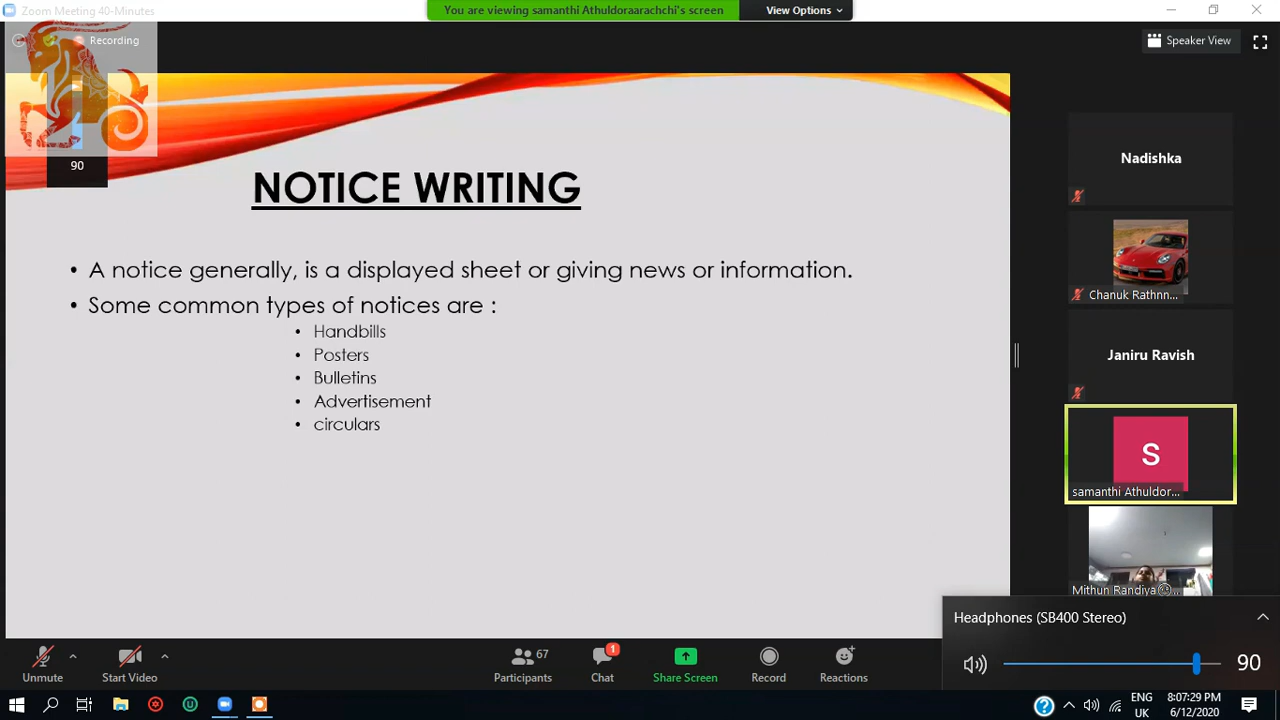 Zoom Meeting 40-Minutes
You are viewing samanthi Athuldoraarachchi's screen
View Options
Recording
Speaker View
90
NOTICE WRITING
• A notice generally, is a displayed sheet or giving news or information.
• Some common types of notices are :
• Handbills
• Posters
• Bulletins
• Advertisement
• circulars
Nadishka
Chanuk Rathnn...
Janiru Ravish
S
samanthi Athuldor...
Mithun Randiya☺...
Headphones (SB400 Stereo)
90
67
1
Unmute
Start Video
Participants
Chat
Share Screen
Record
Reactions
ENG
UK
8:07:29 PM
6/12/2020